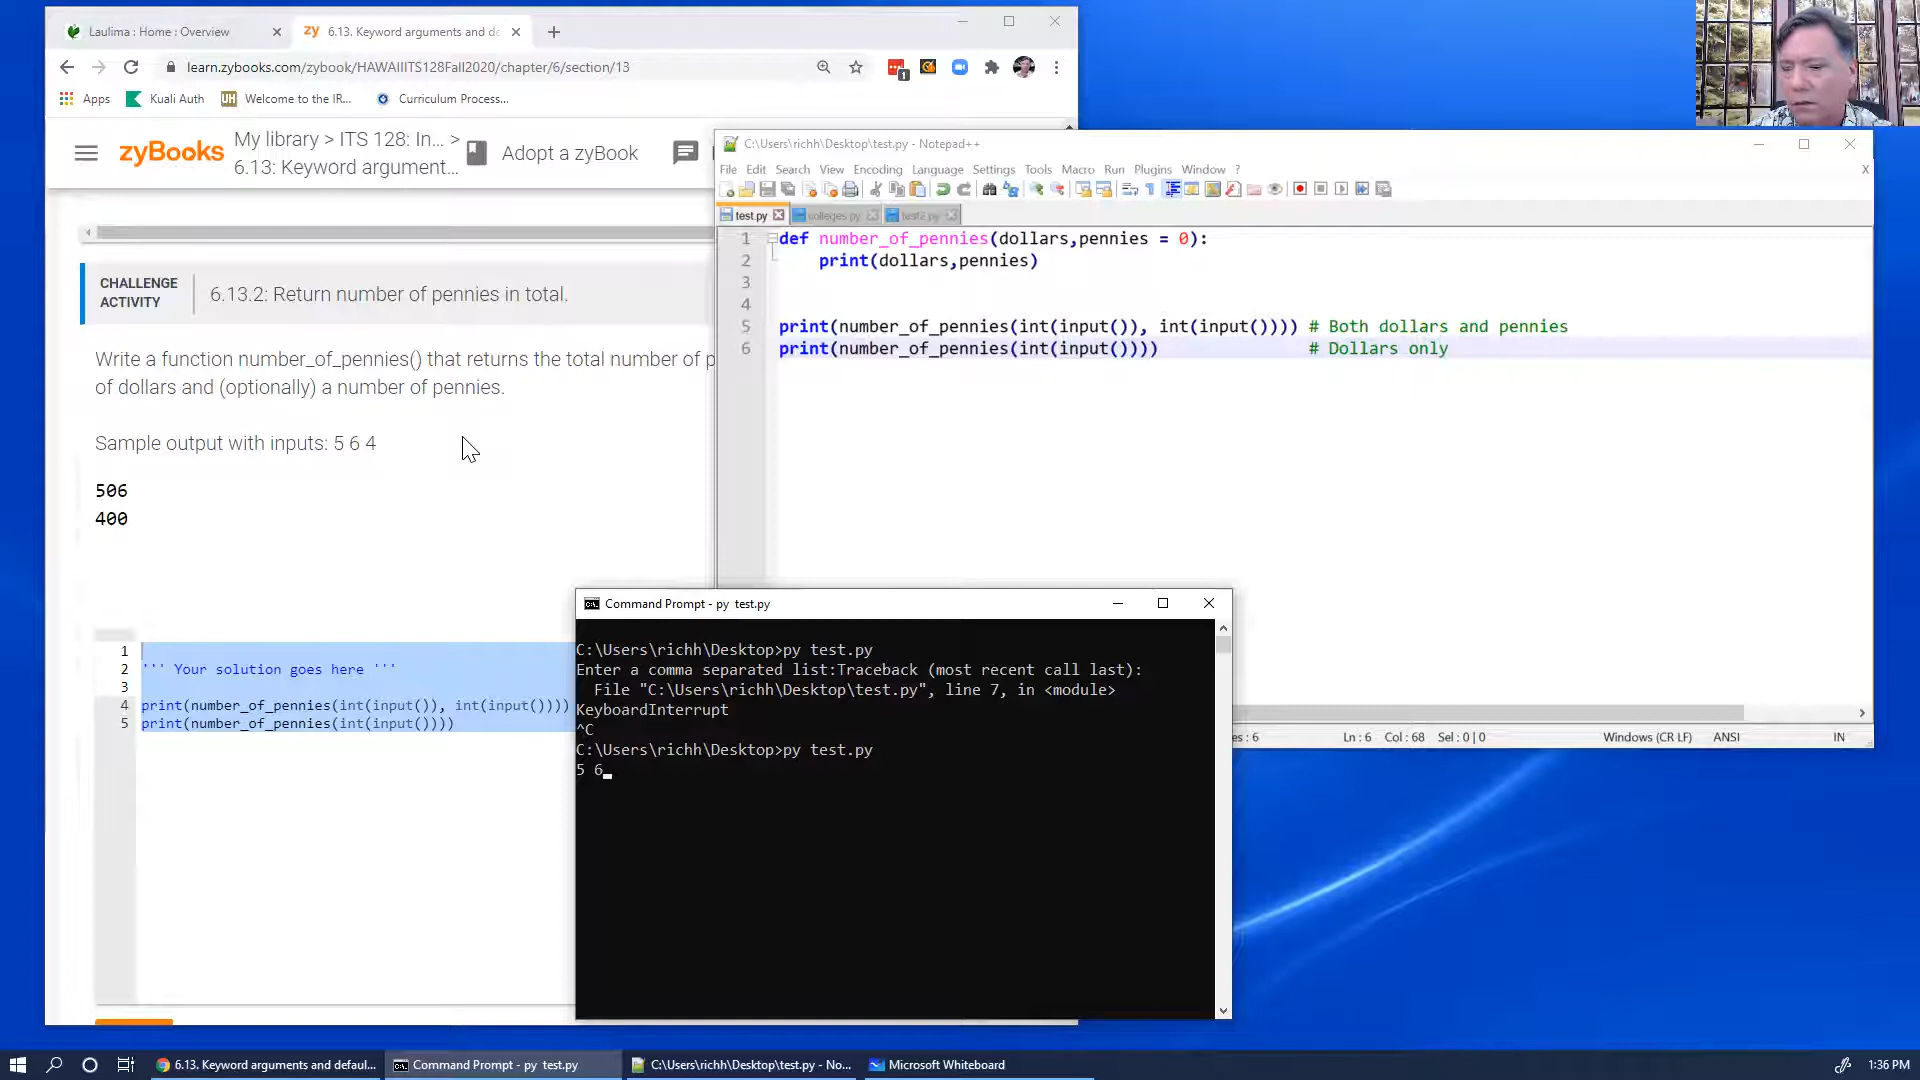 Laulima : Home : Overview
zy 6.13. Keyword arguments and de
learn.zybooks.com/zybook/HAWAIIITS128Fall2020/chapter/6/section/13
1
Apps Kuali Auth UH Welcome to the IR... Curriculum Process...
zyBooks
My library > ITS 128: In... >
6.13: Keyword argument...
Adopt a zyBook
CHALLENGE
ACTIVITY
6.13.2: Return number of pennies in total.
Write a function number_of_pennies() that returns the total number of p
of dollars and (optionally) a number of pennies.
Sample output with inputs: 5 6 4
506
400
1
2 ''' Your solution goes here '''
3
4 print(number_of_pennies(int(input()), int(input())))
5 print(number_of_pennies(int(input())))
C:\Users\richh\Desktop\test.py - Notepad++
File Edit Search View Encoding Language Settings Tools Macro Run Plugins Window ?
X
test.py colleges.py test2.py
1 def number_of_pennies(dollars,pennies = 0):
2 print(dollars,pennies)
3
4
5 print(number_of_pennies(int(input()), int(input()))) # Both dollars and pennies
6 print(number_of_pennies(int(input()))) # Dollars only
es : 6 Ln : 6 Col : 68 Sel : 0 | 0 Windows (CR LF) ANSI IN
Command Prompt - py test.py
C:\Users\richh\Desktop>py test.py
Enter a comma separated list:Traceback (most recent call last):
File "C:\Users\richh\Desktop\test.py", line 7, in <module>
KeyboardInterrupt
^C
C:\Users\richh\Desktop>py test.py
5 6
6.13. Keyword arguments and defaul...
Command Prompt - py test.py
C:\Users\richh\Desktop\test.py - No...
Microsoft Whiteboard
1:36 PM